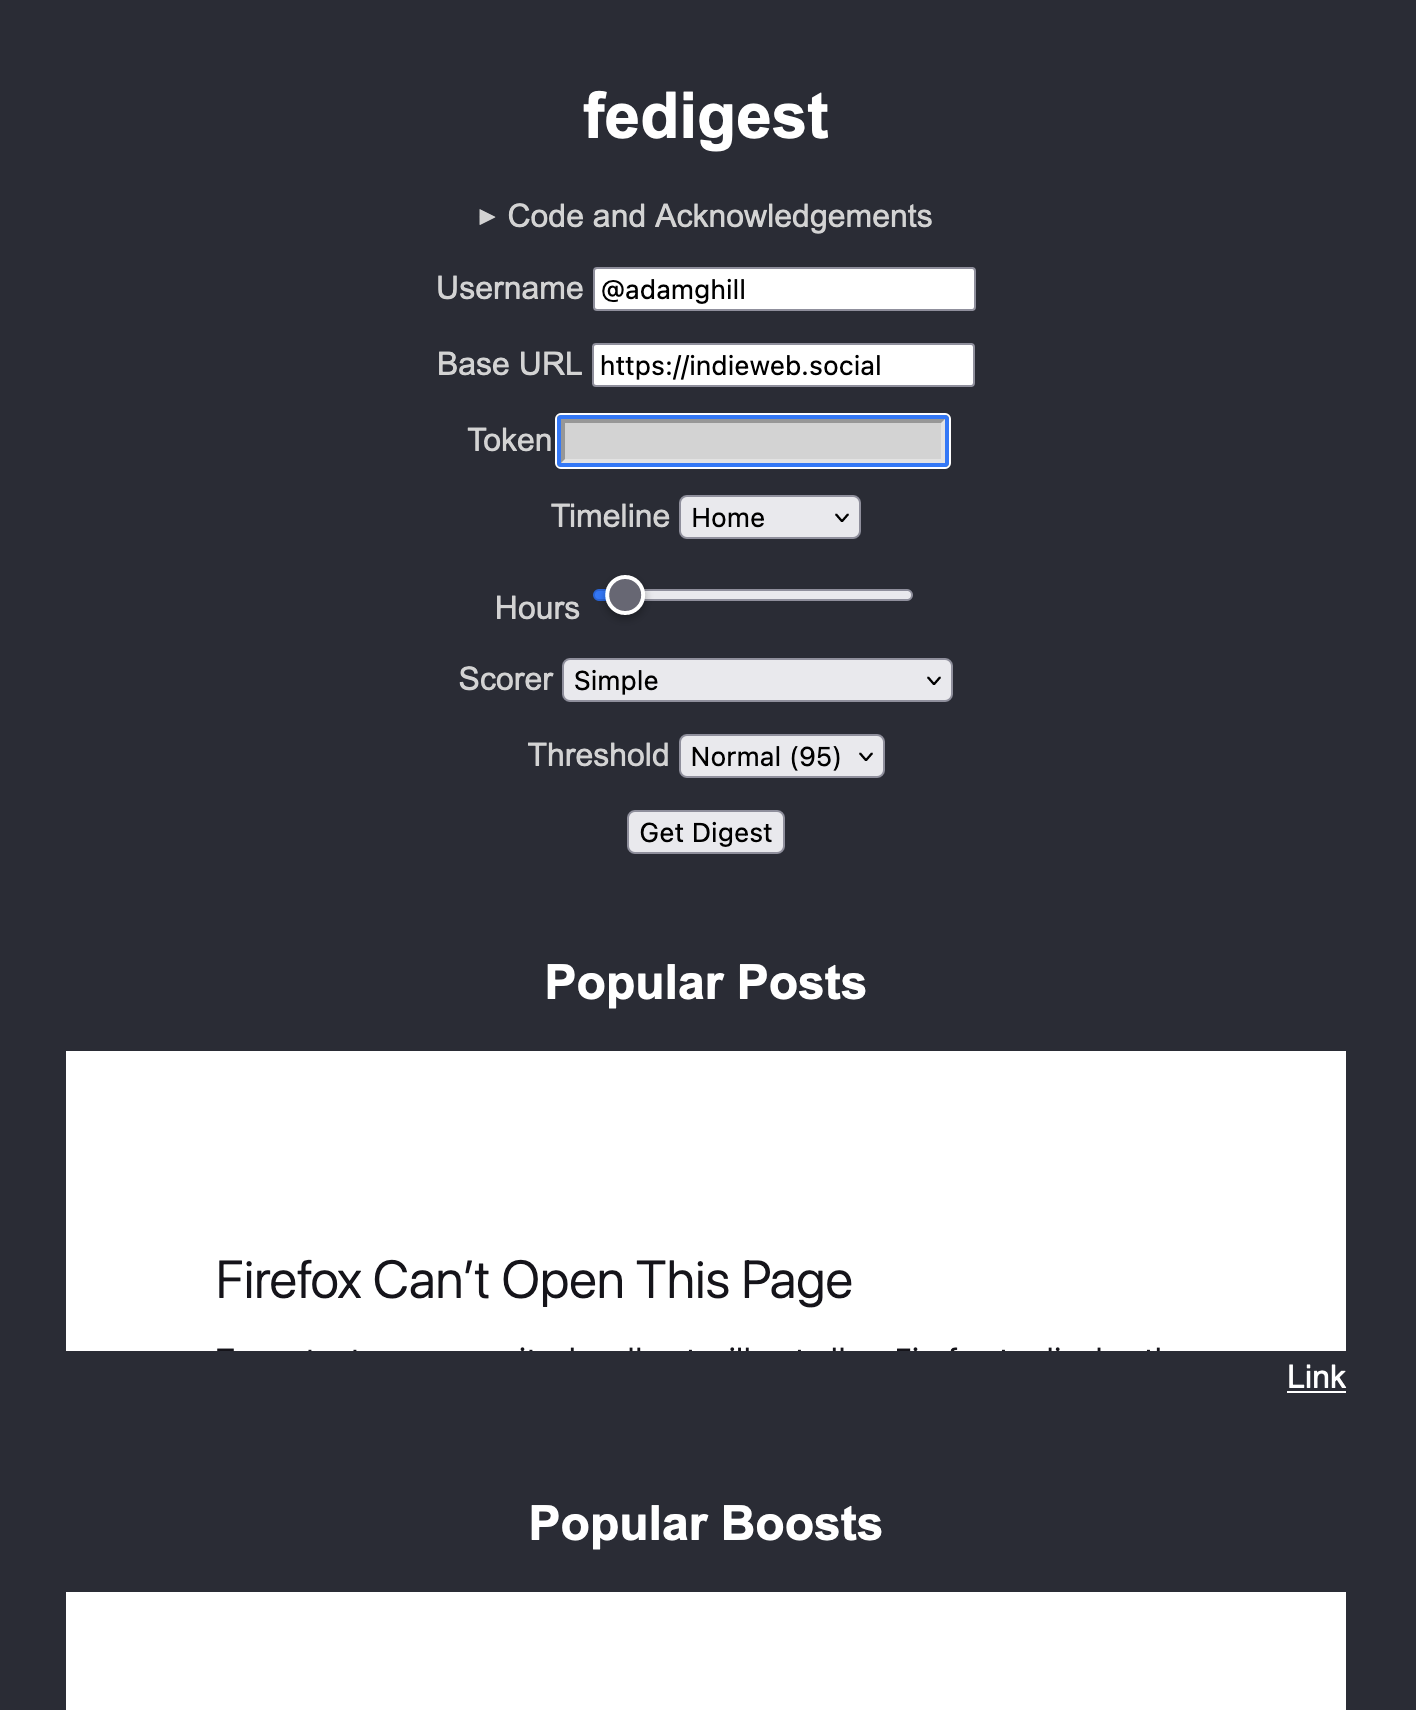 fedigest
Code and Acknowledgements
Username @adamghill
Base URL https://indieweb.social
Token
Timeline Home
Hours
Scorer Simple
Threshold Normal (95)
Get Digest
Popular Posts
Firefox Can’t Open This Page
Link
Popular Boosts